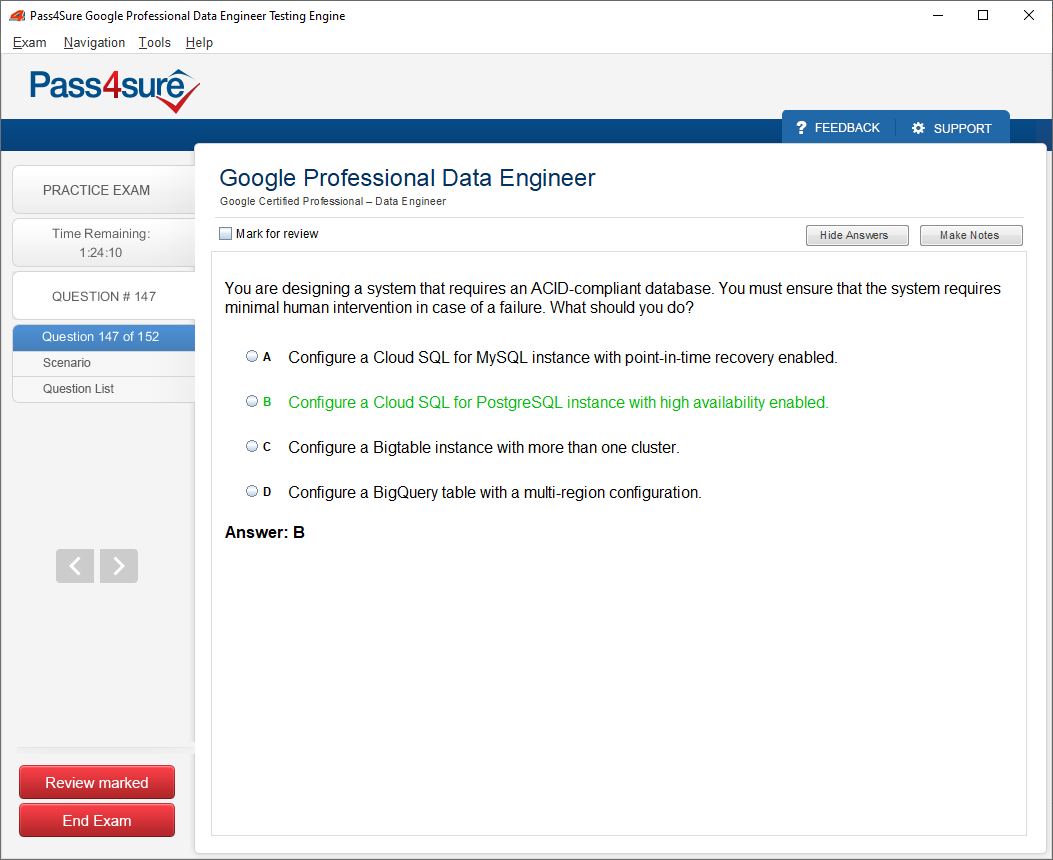 Pass4Sure Google Professional Data Engineer Testing Engine
Exam Navigation Tools Help
Pass4sure
? FEEDBACK SUPPORT
PRACTICE EXAM
Time Remaining:
1:24:10
QUESTION # 147
Question 147 of 152
Scenario
Question List
Review marked
End Exam
Google Professional Data Engineer
Google Certified Professional – Data Engineer
Mark for review
Hide Answers Make Notes
You are designing a system that requires an ACID-compliant database. You must ensure that the system requires
minimal human intervention in case of a failure. What should you do?
A Configure a Cloud SQL for MySQL instance with point-in-time recovery enabled.
B Configure a Cloud SQL for PostgreSQL instance with high availability enabled.
C Configure a Bigtable instance with more than one cluster.
D Configure a BigQuery table with a multi-region configuration.
Answer: B